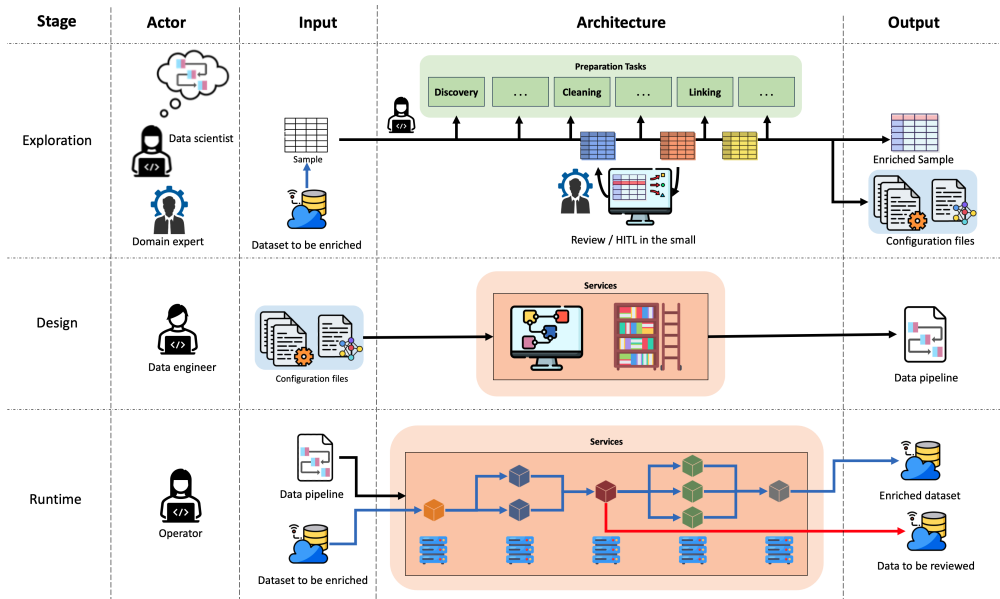 Stage
Actor
Input
Architecture
Output
Exploration
Data scientist
Domain expert
Sample
Dataset to be enriched
Preparation Tasks
Discovery
...
Cleaning
...
Linking
...
Review / HITL in the small
Enriched Sample
Configuration files
Design
Data engineer
Configuration files
Services
Data pipeline
Runtime
Operator
Data pipeline
Dataset to be enriched
Services
Enriched dataset
Data to be reviewed